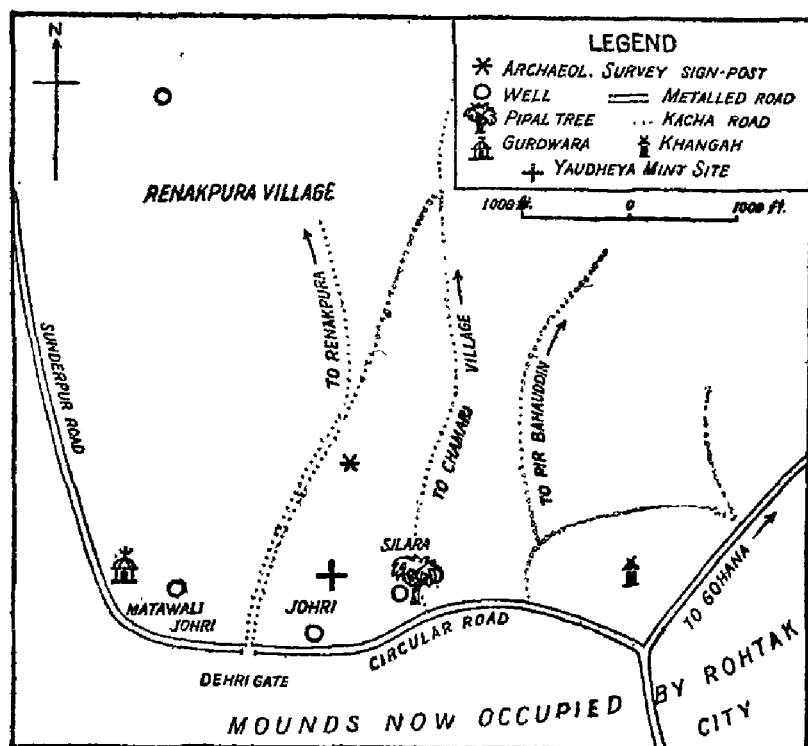 N
LEGEND
ARCHAEOL. SURVEY SIGN-POST
WELL METALLED ROAD
PIPAL TREE KACHA ROAD
GURDWARA KHANGAH
YAUDHEYA MINT SITE
1000 ft. 0 1000 ft.
RENAKPURA VILLAGE
SUNDERPUR ROAD
TO RENAKPURA
TO CHAMARI VILLAGE
TO PIR BAHAUDDIN
SILARA
MATAWALI
JOHRI
JOHRI
CIRCULAR ROAD
TO GOHANA
DEHRI GATE
MOUNDS NOW OCCUPIED BY ROHTAK
CITY